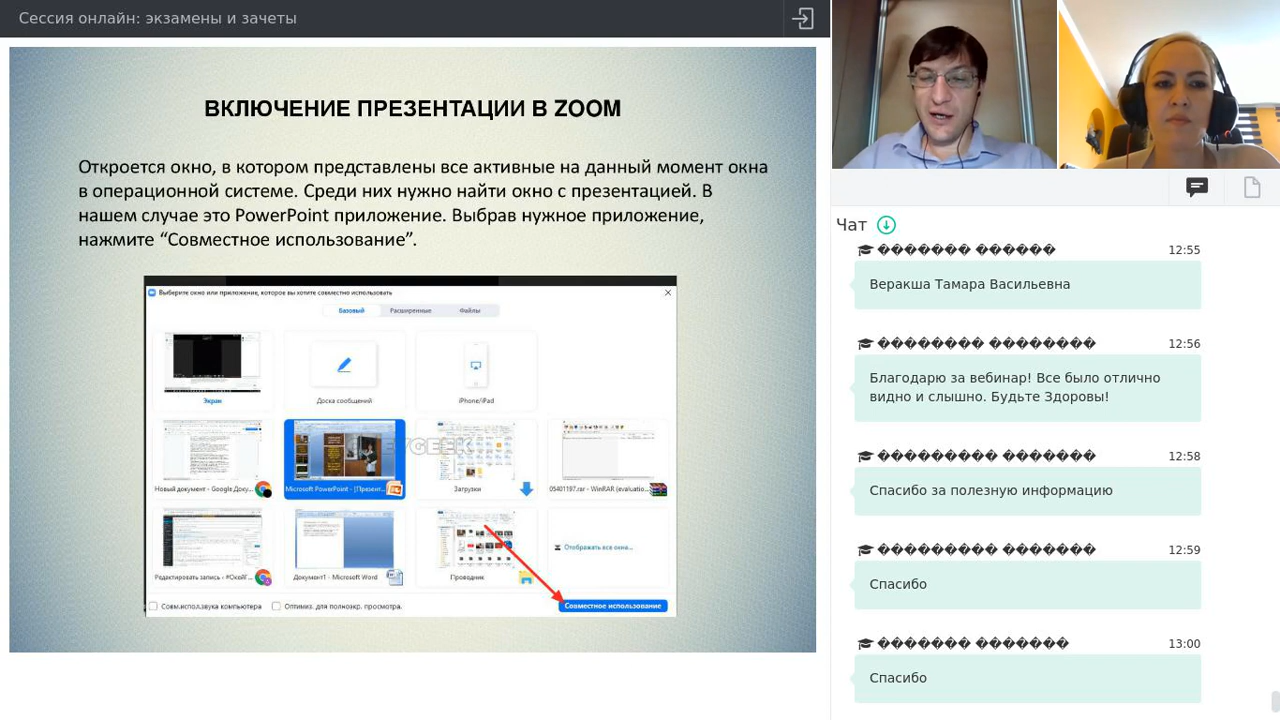 Сессия онлайн: экзамены и зачеты
ВКЛЮЧЕНИЕ ПРЕЗЕНТАЦИИ В ZOOM
Откроется окно, в котором представлены все активные на данный момент окна
в операционной системе. Среди них нужно найти окно с презентацией. В
нашем случае это PowerPoint приложение. Выбрав нужное приложение,
нажмите “Совместное использование”.
Выберите окно или приложение, которое вы хотите совместно использовать
Базовый
Расширенные
Файлы
Экран
Доска сообщений
iPhone/iPad
Новый документ - Google Доку...
Microsoft PowerPoint - [Презент...
Загрузки
05401197.rar - WinRAR (evaluatio...
Редактировать запись
Документ1 - Microsoft Word
Проводник
Отображать все окна...
Совм.испол.звука компьютера
Оптимиз. для полноэкр. просмотра.
Совместное использование
Чат
������� ������ 12:55
Веракша Тамара Васильевна
�������� �������� 12:56
Благодарю за вебинар! Все было отлично
видно и слышно. Будьте Здоровы!
�������� ������� 12:58
Спасибо за полезную информацию
�������� ������� 12:59
Спасибо
������� ������� 13:00
Спасибо